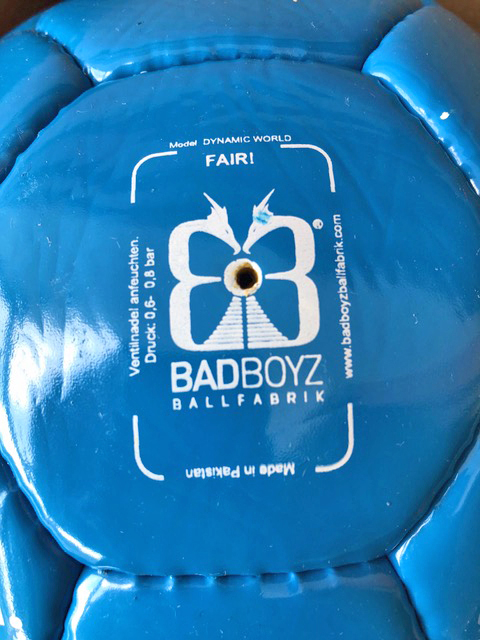 Model DYNAMIC WORLD
FAIR!
Ventilnadel anfeuchten.
Druck: 0,6- 0,8 bar
®
www.badboyzballfabrik.com
BADBOYZ
BALLFABRIK
Made in Pakistan